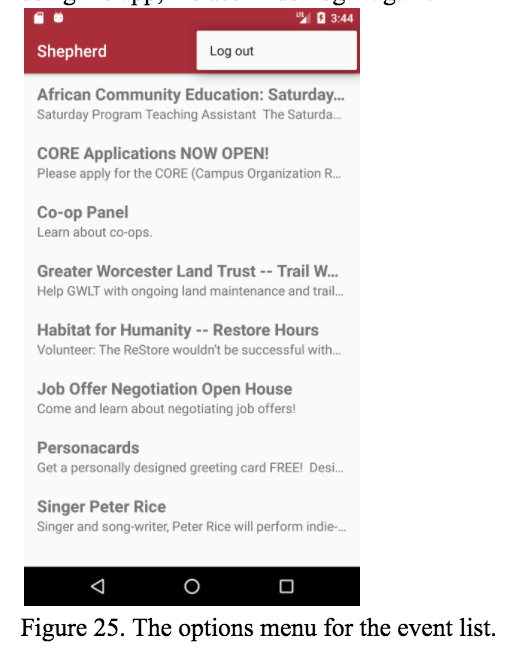 LTE 3:44
Shepherd
Log out
African Community Education: Saturday...
Saturday Program Teaching Assistant The Saturda...
CORE Applications NOW OPEN!
Please apply for the CORE (Campus Organization R...
Co-op Panel
Learn about co-ops.
Greater Worcester Land Trust -- Trail W...
Help GWLT with ongoing land maintenance and trail...
Habitat for Humanity -- Restore Hours
Volunteer: The ReStore wouldn't be successful with...
Job Offer Negotiation Open House
Come and learn about negotiating job offers!
Personacards
Get a personally designed greeting card FREE! Desi...
Singer Peter Rice
Singer and song-writer, Peter Rice will perform indie-...
Figure 25. The options menu for the event list.